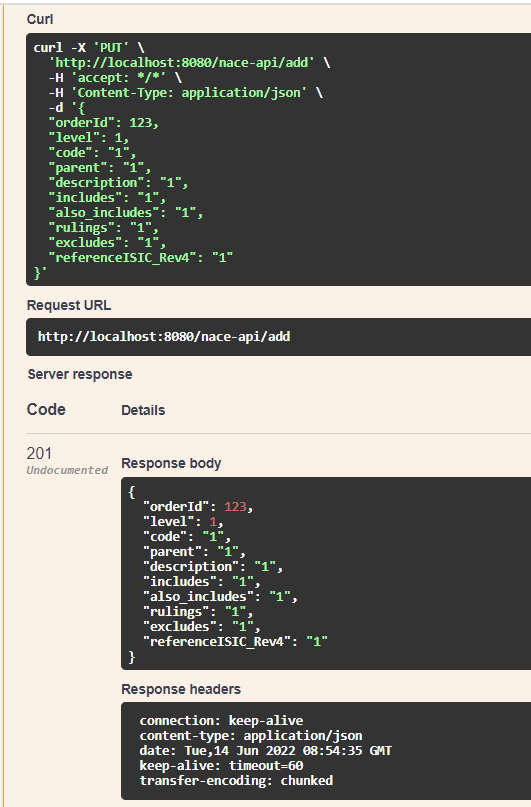 Curl
curl -X 'PUT' \
  'http://localhost:8080/nace-api/add' \
  -H 'accept: */*' \
  -H 'Content-Type: application/json' \
  -d '{
  "orderId": 123,
  "level": 1,
  "code": "1",
  "parent": "1",
  "description": "1",
  "includes": "1",
  "also_includes": "1",
  "rulings": "1",
  "excludes": "1",
  "referenceISIC_Rev4": "1"
}'
Request URL
http://localhost:8080/nace-api/add
Server response
Code Details
201
Undocumented
Response body
{
  "orderId": 123,
  "level": 1,
  "code": "1",
  "parent": "1",
  "description": "1",
  "includes": "1",
  "also_includes": "1",
  "rulings": "1",
  "excludes": "1",
  "referenceISIC_Rev4": "1"
}
Response headers
connection: keep-alive
content-type: application/json
date: Tue,14 Jun 2022 08:54:35 GMT
keep-alive: timeout=60
transfer-encoding: chunked